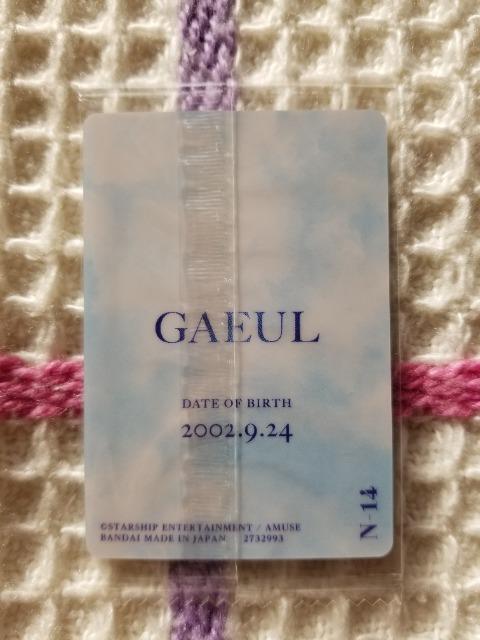 GAEUL
DATE OF BIRTH
2002.9.24
N-14
©STARSHIP ENTERTAINMENT / AMUSE
BANDAI MADE IN JAPAN 2732993